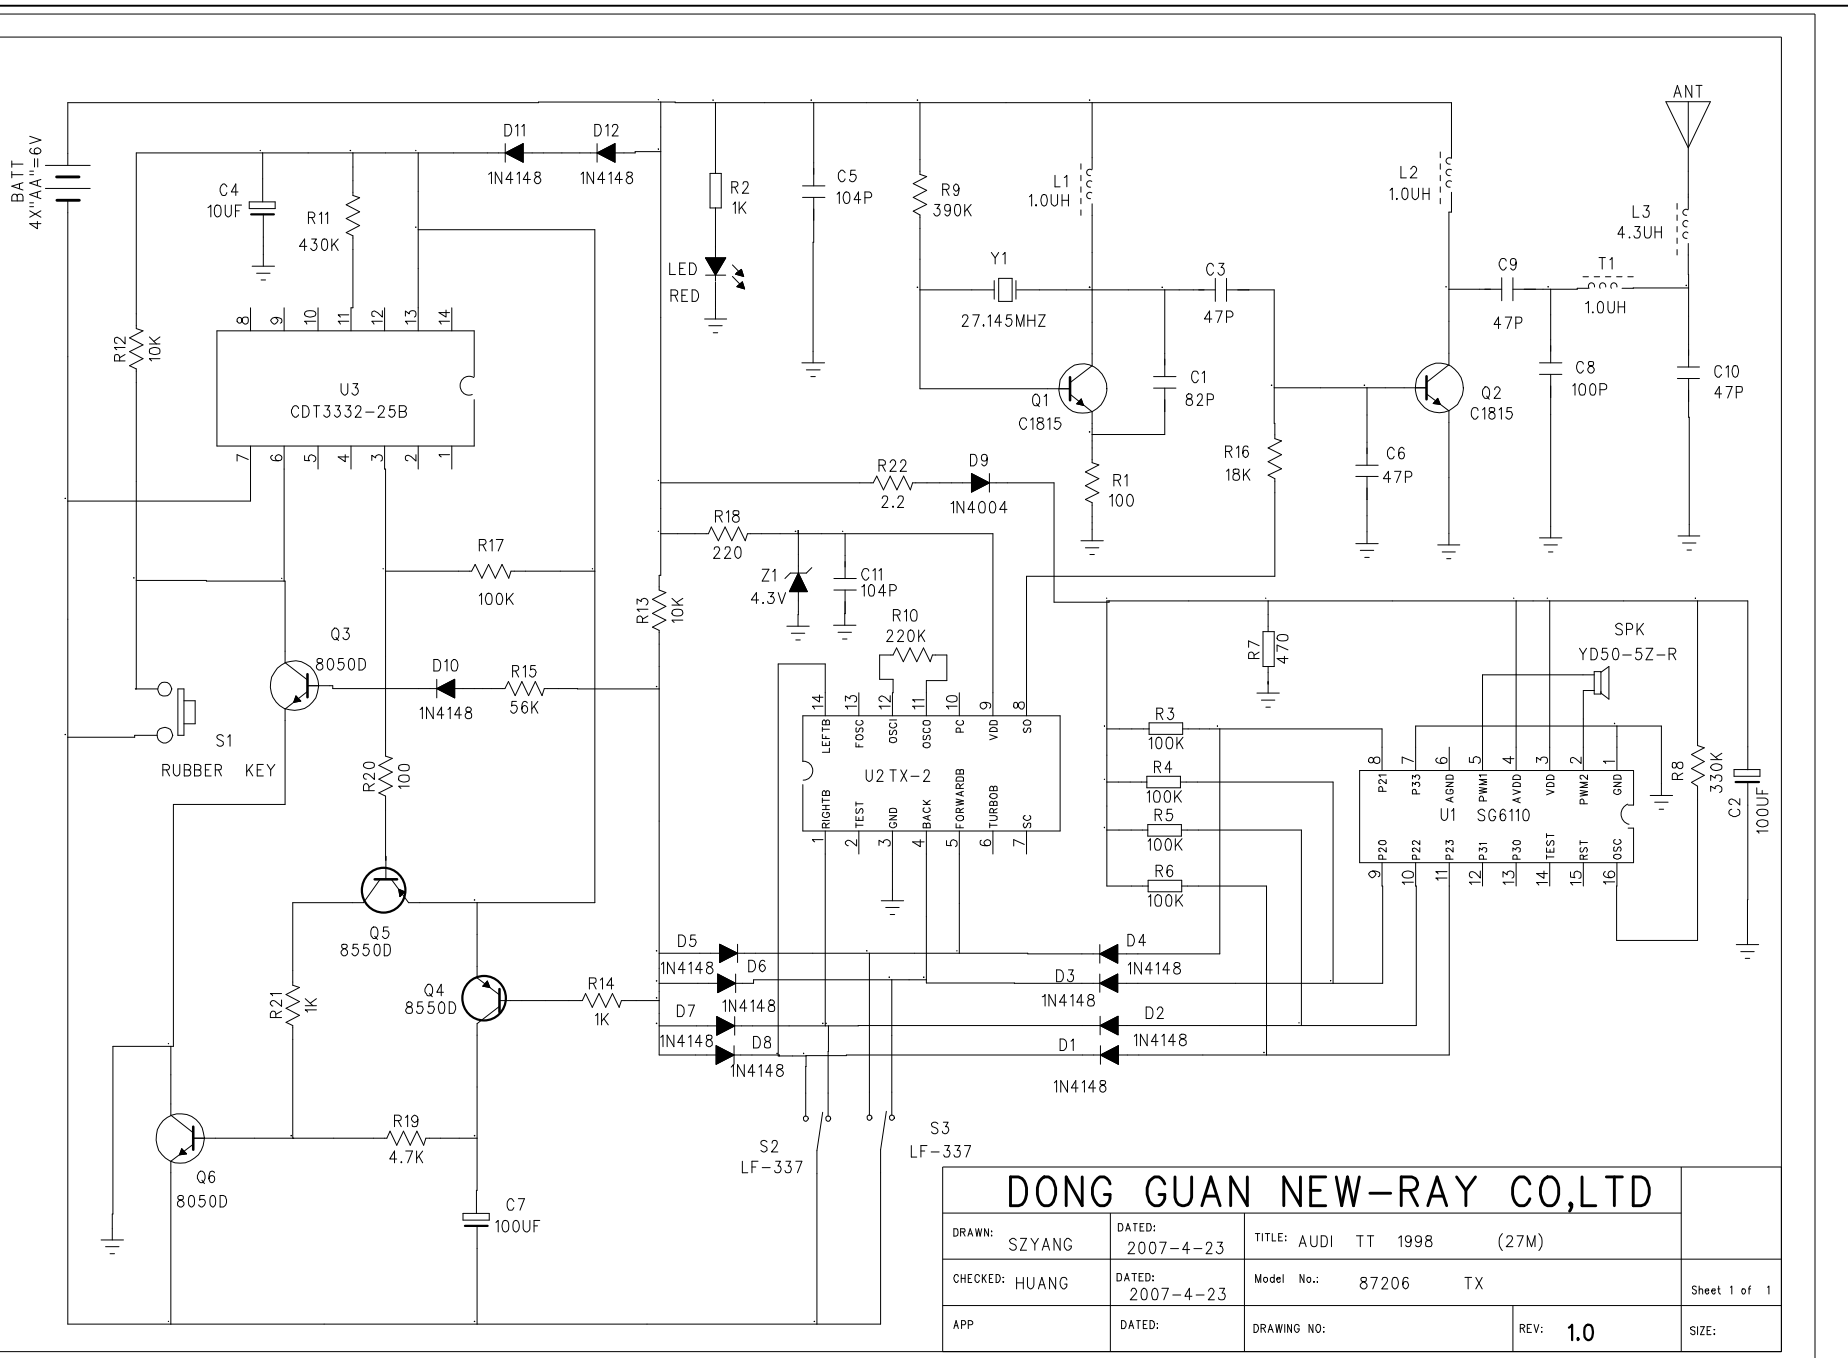 BATT
4X"AA"=6V
D11
1N4148
D12
1N4148
C4
10UF
R11
430K
R12
10K
8 9 10 11 12 13 14
U3
CDT3332-25B
7 6 5 4 3 2 1
R2
1K
LED
RED
C5
104P
R9
390K
L1
1.0UH
L2
1.0UH
ANT
L3
4.3UH
Y1
27.145MHZ
C3
47P
C9
47P
T1
1.0UH
Q1
C1815
C1
82P
Q2
C1815
C8
100P
C10
47P
R22
2.2
D9
1N4004
R1
100
R16
18K
C6
47P
R18
220
Z1
4.3V
C11
104P
R17
100K
R13
10K
R10
220K
Q3
8050D
D10
1N4148
R15
56K
S1
RUBBER KEY
R20
100
14 13 12 11 10 9 8
LEFTB FOSC OSCI OSCO PC VDD SO
U2 TX-2
RIGHTB TEST GND BACK FORWARDB TURBOB SC
1 2 3 4 5 6 7
R7
470
SPK
YD50-5Z-R
R3
100K
R4
100K
R5
100K
R6
100K
8 7 6 5 4 3 2 1
P21 P33 AGND PWM1 AVDD VDD PWM2 GND
U1 SG6110
P20 P22 P23 P31 P30 TEST RST OSC
9 10 11 12 13 14 15 16
R8
330K
C2
100UF
Q5
8550D
Q4
8550D
R21
1K
R14
1K
D5
1N4148
D6
1N4148
D7
1N4148
D8
1N4148
D4
1N4148
D3
1N4148
D2
1N4148
D1
1N4148
R19
4.7K
Q6
8050D
C7
100UF
S2
LF-337
S3
LF-337
DONG GUAN NEW-RAY CO,LTD
DRAWN: SZYANG
DATED: 2007-4-23
TITLE: AUDI TT 1998 (27M)
CHECKED: HUANG
DATED: 2007-4-23
Model No.: 87206 TX
Sheet 1 of 1
APP
DATED:
DRAWING NO:
REV: 1.0
SIZE: